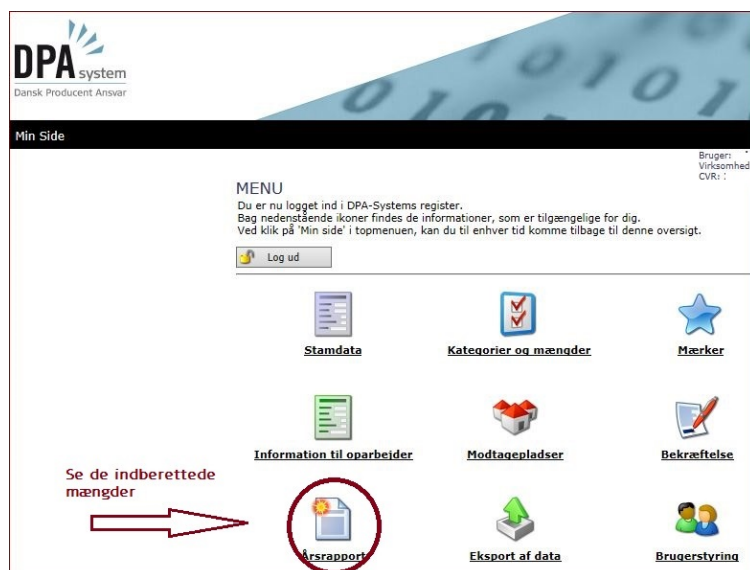 DPA system
Dansk Producent Ansvar
Min Side
Bruger:
Virksomhed
CVR:
MENU
Du er nu logget ind i DPA-Systems register.
Bag nedenstående ikoner findes de informationer, som er tilgængelige for dig.
Ved klik på 'Min side' i topmenuen, kan du til enhver tid komme tilbage til denne oversigt.
Log ud
Stamdata
Kategorier og mængder
Mærker
Information til oparbejder
Modtagepladser
Bekræftelse
Se de indberettede
mængder
Årsrapport
Eksport af data
Brugerstyring